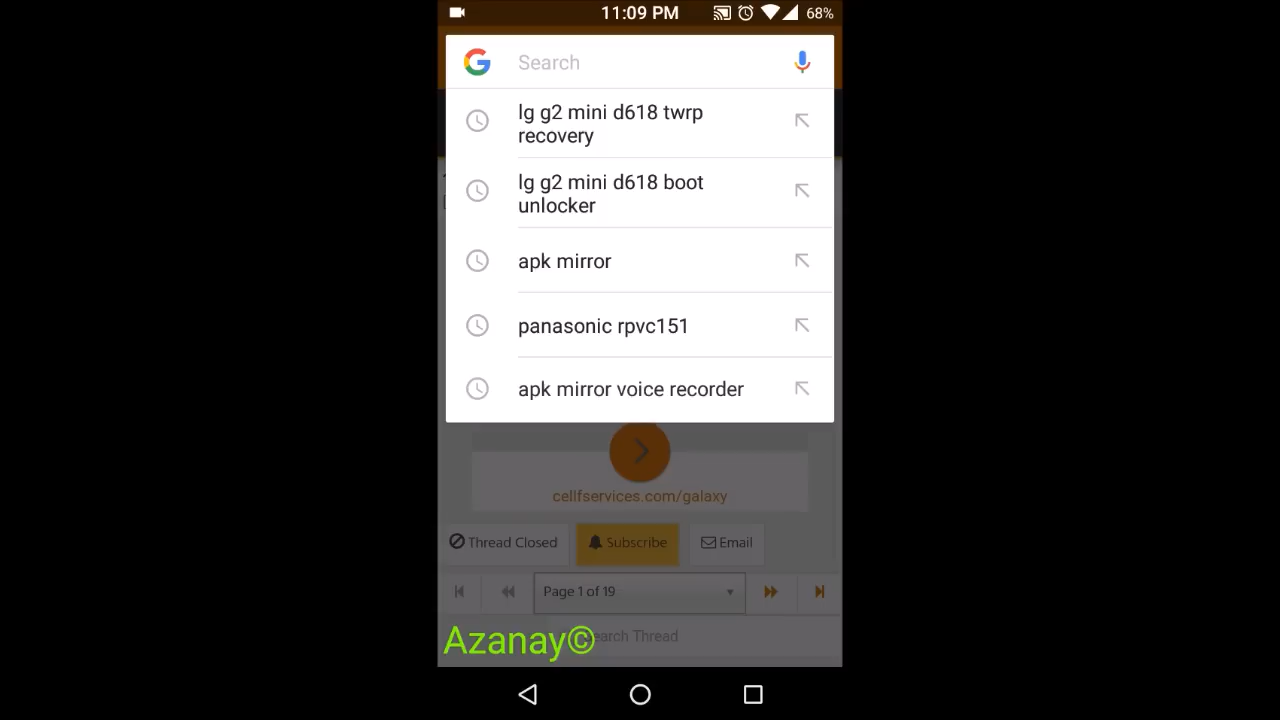 11:09 PM
68%
Search
lg g2 mini d618 twrp
recovery
lg g2 mini d618 boot
unlocker
apk mirror
panasonic rpvc151
apk mirror voice recorder
cellfservices.com/galaxy
Thread Closed
Subscribe
Email
Page 1 of 19
Azanay©
earch Thread